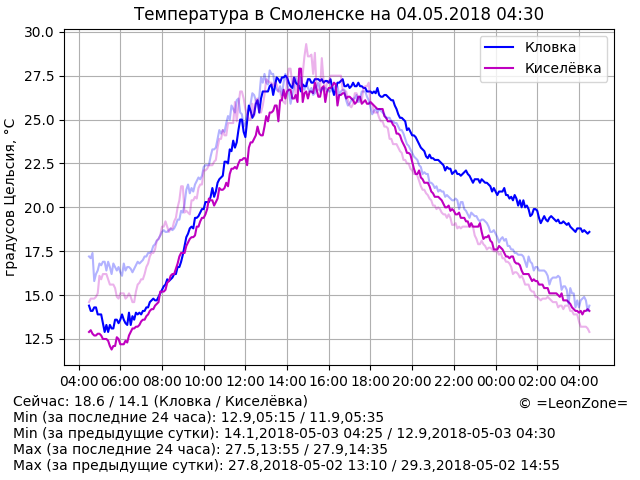 Температура в Смоленске на 04.05.2018 04:30
30.0
27.5
25.0
22.5
20.0
17.5
15.0
12.5
градусов Цельсия, °C
Кловка
Киселёвка
04:00 06:00 08:00 10:00 12:00 14:00 16:00 18:00 20:00 22:00 00:00 02:00 04:00
Сейчас: 18.6 / 14.1 (Кловка / Киселёвка)
© =LeonZone=
Min (за последние 24 часа): 12.9,05:15 / 11.9,05:35
Min (за предыдущие сутки): 14.1,2018-05-03 04:25 / 12.9,2018-05-03 04:30
Max (за последние 24 часа): 27.5,13:55 / 27.9,14:35
Max (за предыдущие сутки): 27.8,2018-05-02 13:10 / 29.3,2018-05-02 14:55